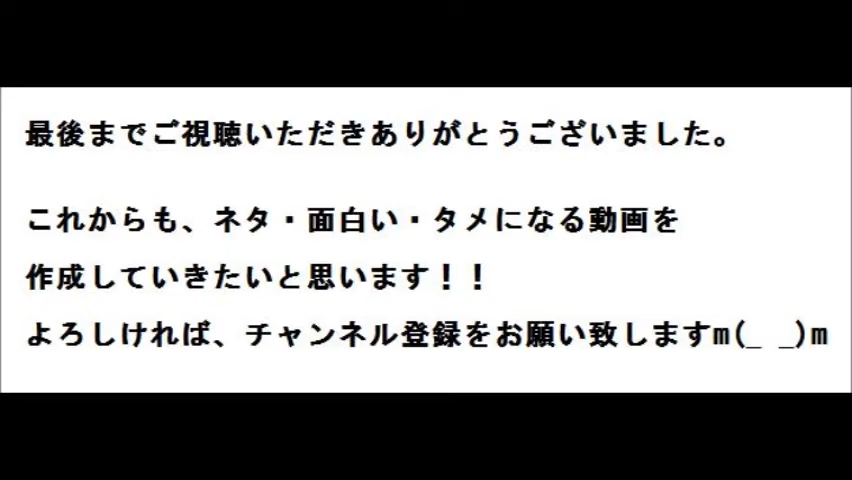 最後までご視聴いただきありがとうございました。
これからも、ネタ・面白い・タメになる動画を
作成していきたいと思います！！
よろしければ、チャンネル登録をお願い致しますm(_ _)m